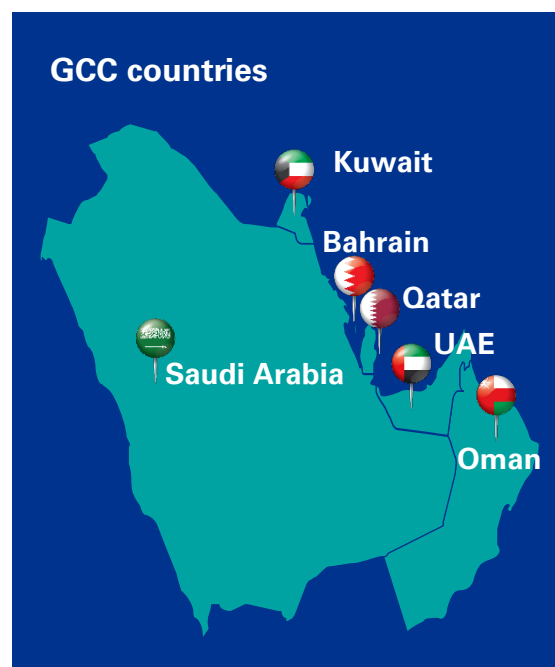 GCC countries
Kuwait
Bahrain
Qatar
UAE
Saudi Arabia
Oman